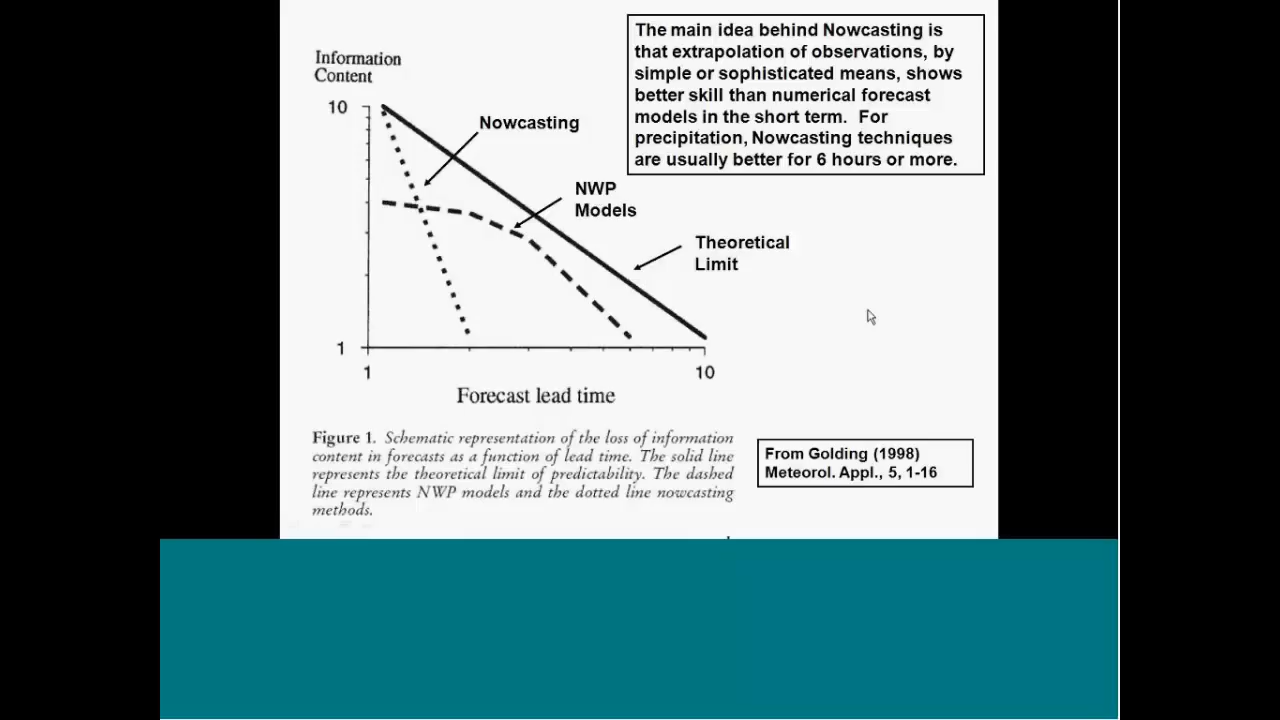 The main idea behind Nowcasting is
that extrapolation of observations, by
simple or sophisticated means, shows
better skill than numerical forecast
models in the short term. For
precipitation, Nowcasting techniques
are usually better for 6 hours or more.
Information
Content
10
Nowcasting
NWP
Models
Theoretical
Limit
1
1
10
Forecast lead time
Figure 1. Schematic representation of the loss of information
content in forecasts as a function of lead time. The solid line
represents the theoretical limit of predictability. The dashed
line represents NWP models and the dotted line nowcasting
methods.
From Golding (1998)
Meteorol. Appl., 5, 1-16